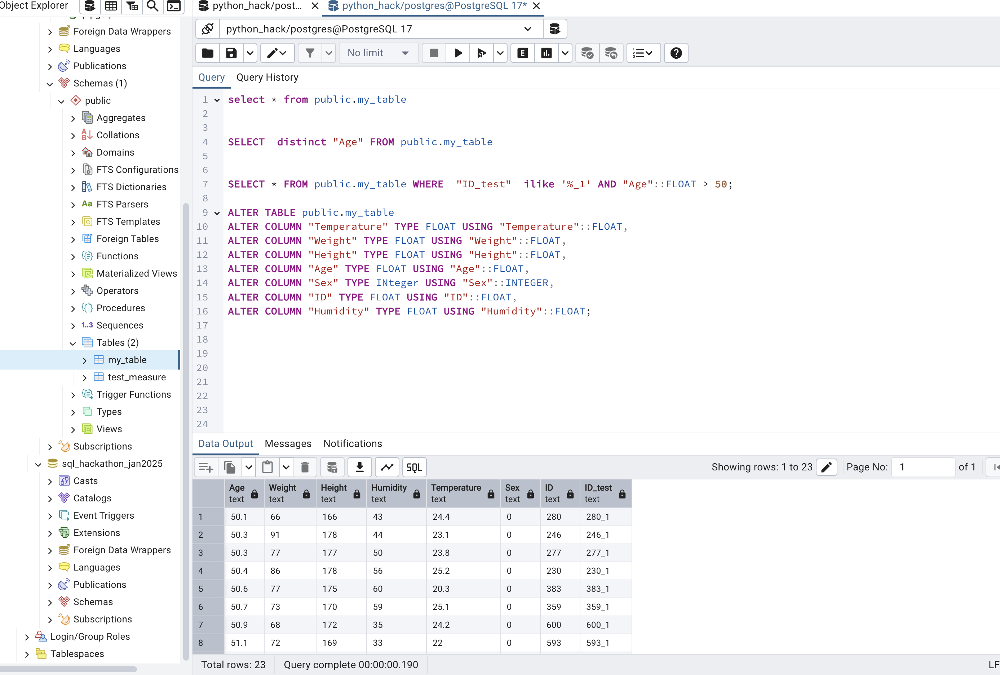 Object Explorer
Foreign Data Wrappers
Languages
Publications
Schemas (1)
public
Aggregates
Collations
Domains
FTS Configurations
FTS Dictionaries
Aa FTS Parsers
FTS Templates
Foreign Tables
Functions
Materialized Views
Operators
Procedures
1..3 Sequences
Tables (2)
my_table
test_measure
Trigger Functions
Types
Views
Subscriptions
sql_hackathon_jan2025
Casts
Catalogs
Event Triggers
Extensions
Foreign Data Wrappers
Languages
Publications
Schemas
Subscriptions
Login/Group Roles
Tablespaces
python_hack/post... python_hack/postgres@PostgreSQL 17*
python_hack/postgres@PostgreSQL 17
No limit E
Query Query History
1 select * from public.my_table
2
3
4 SELECT  distinct "Age" FROM public.my_table
5
6
7 SELECT * FROM public.my_table WHERE  "ID_test"  ilike '%_1' AND "Age"::FLOAT > 50;
8
9 ALTER TABLE public.my_table
10 ALTER COLUMN "Temperature" TYPE FLOAT USING "Temperature"::FLOAT,
11 ALTER COLUMN "Weight" TYPE FLOAT USING "Weight"::FLOAT,
12 ALTER COLUMN "Height" TYPE FLOAT USING "Height"::FLOAT,
13 ALTER COLUMN "Age" TYPE FLOAT USING "Age"::FLOAT,
14 ALTER COLUMN "Sex" TYPE INteger USING "Sex"::INTEGER,
15 ALTER COLUMN "ID" TYPE FLOAT USING "ID"::FLOAT,
16 ALTER COLUMN "Humidity" TYPE FLOAT USING "Humidity"::FLOAT;
17
18
19
20
21
22
23
24
Data Output Messages Notifications
SQL Showing rows: 1 to 23 Page No: 1 of 1
Age Weight Height Humidity Temperature Sex ID ID_test
text text text text text text text text
1 50.1 66 166 43 24.4 0 280 280_1
2 50.3 91 178 44 23.1 0 246 246_1
3 50.3 77 177 50 23.8 0 277 277_1
4 50.4 86 178 56 25.2 0 230 230_1
5 50.6 77 175 60 20.3 0 383 383_1
6 50.7 73 170 59 25.1 0 359 359_1
7 50.9 68 172 35 24.2 0 600 600_1
8 51.1 72 169 33 22 0 593 593_1
Total rows: 23 Query complete 00:00:00.190 LF